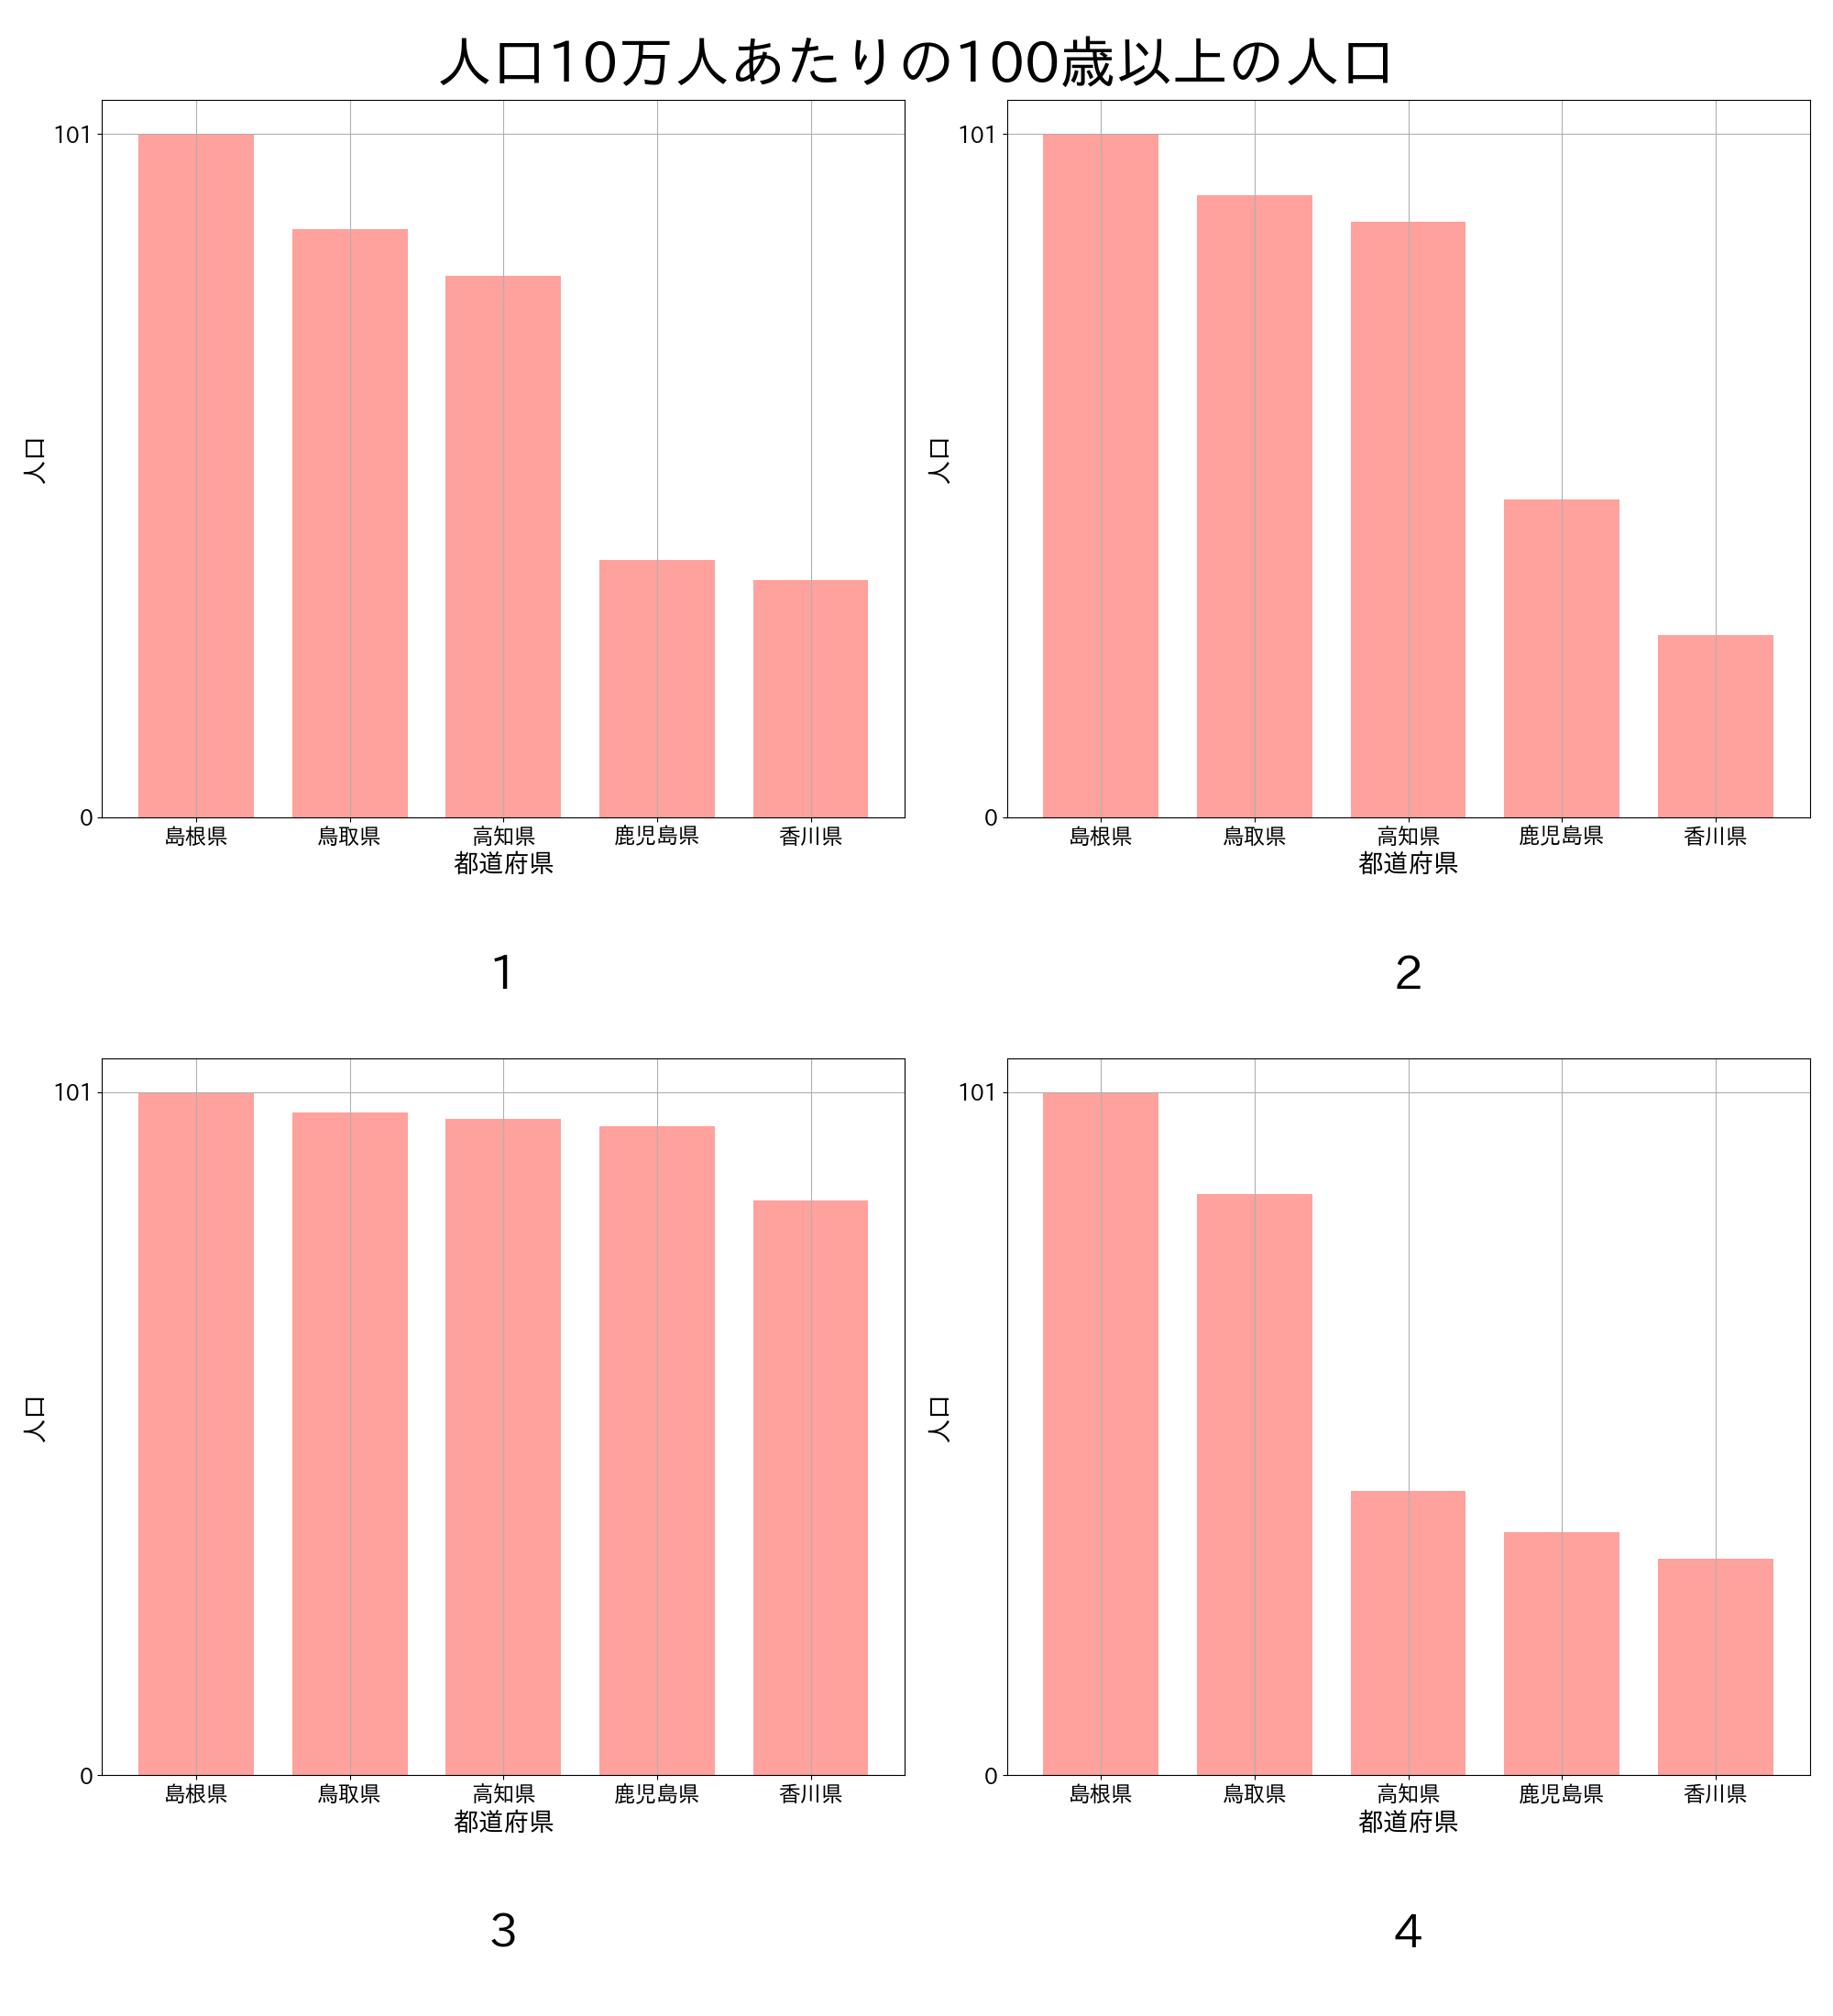 人口10万人あたりの100歳以上の人口
101
0
人口
島根県 鳥取県 高知県 鹿児島県 香川県
都道府県
1
101
0
人口
島根県 鳥取県 高知県 鹿児島県 香川県
都道府県
2
101
0
人口
島根県 鳥取県 高知県 鹿児島県 香川県
都道府県
3
101
0
人口
島根県 鳥取県 高知県 鹿児島県 香川県
都道府県
4